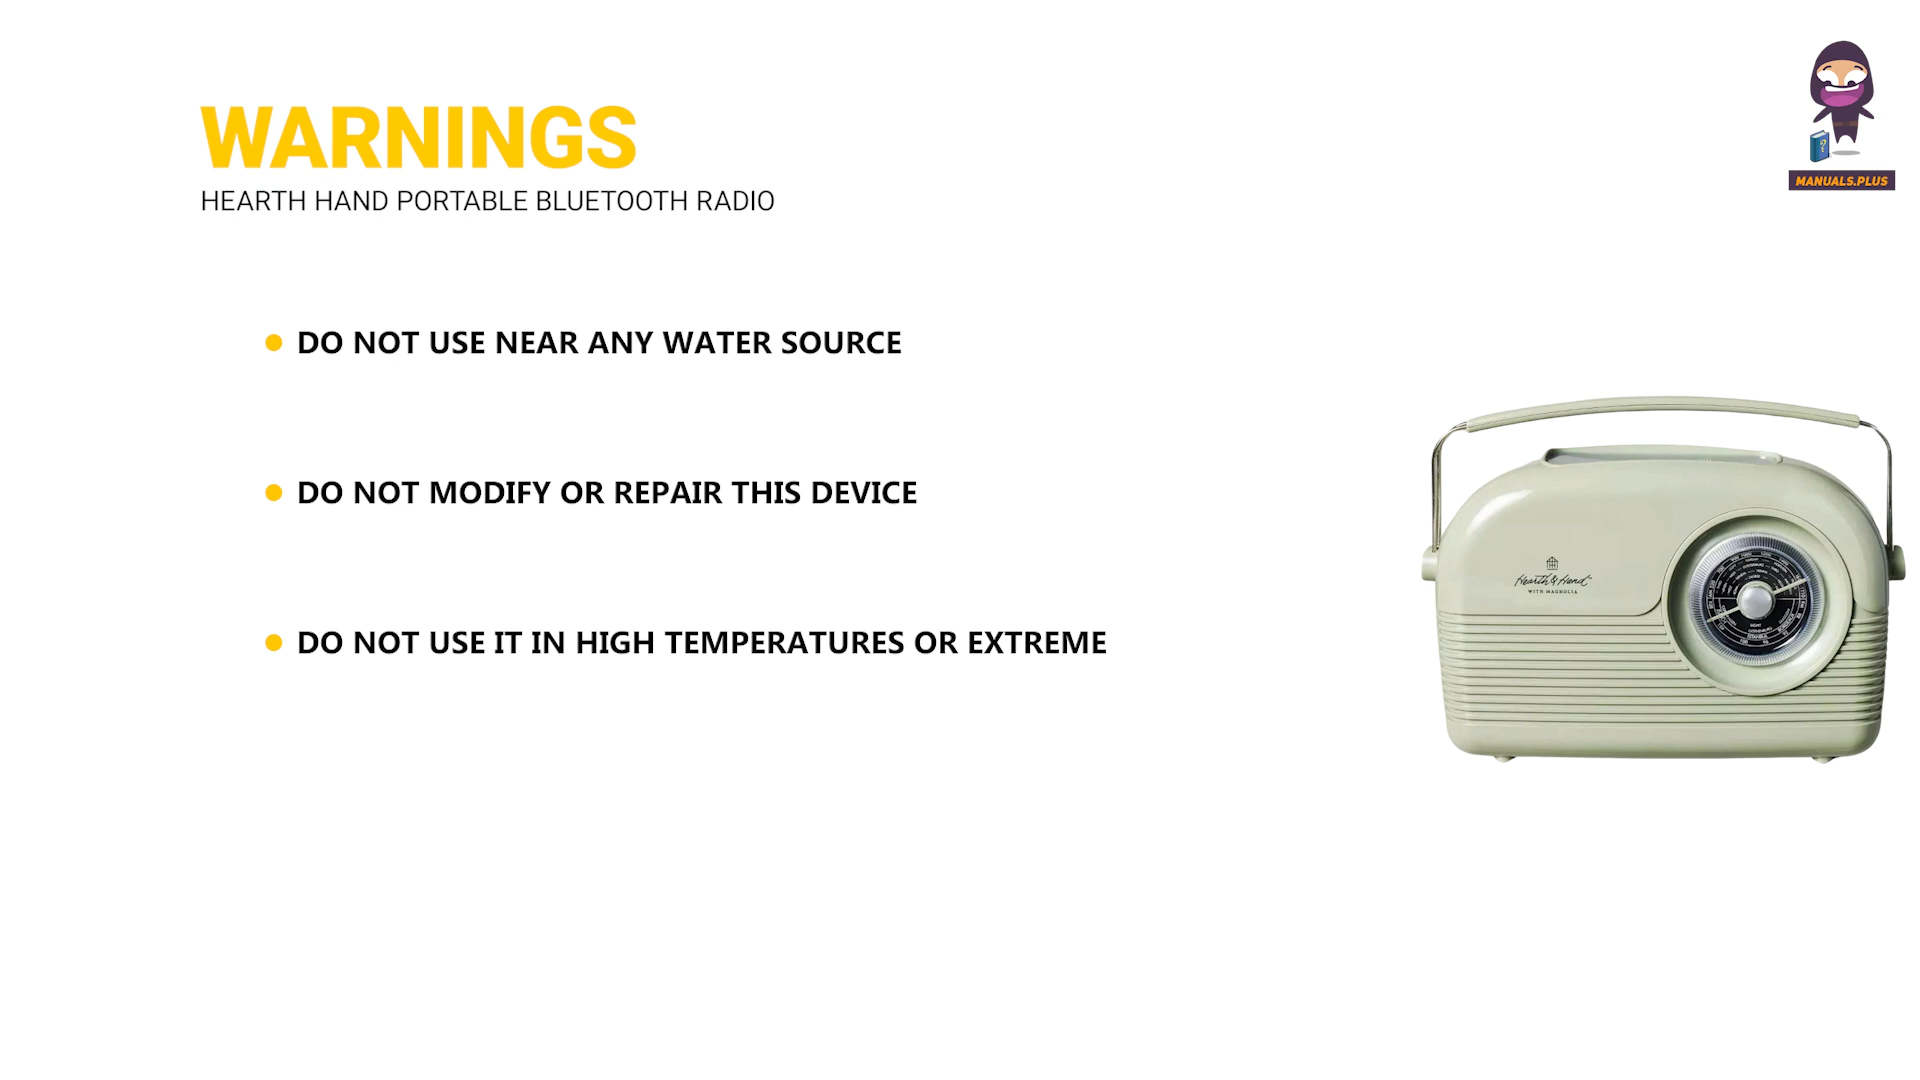 WARNINGS
HEARTH HAND PORTABLE BLUETOOTH RADIO
MANUALS.PLUS
DO NOT USE NEAR ANY WATER SOURCE
DO NOT MODIFY OR REPAIR THIS DEVICE
DO NOT USE IT IN HIGH TEMPERATURES OR EXTREME
Hearth & Hand
WITH MAGNOLIA